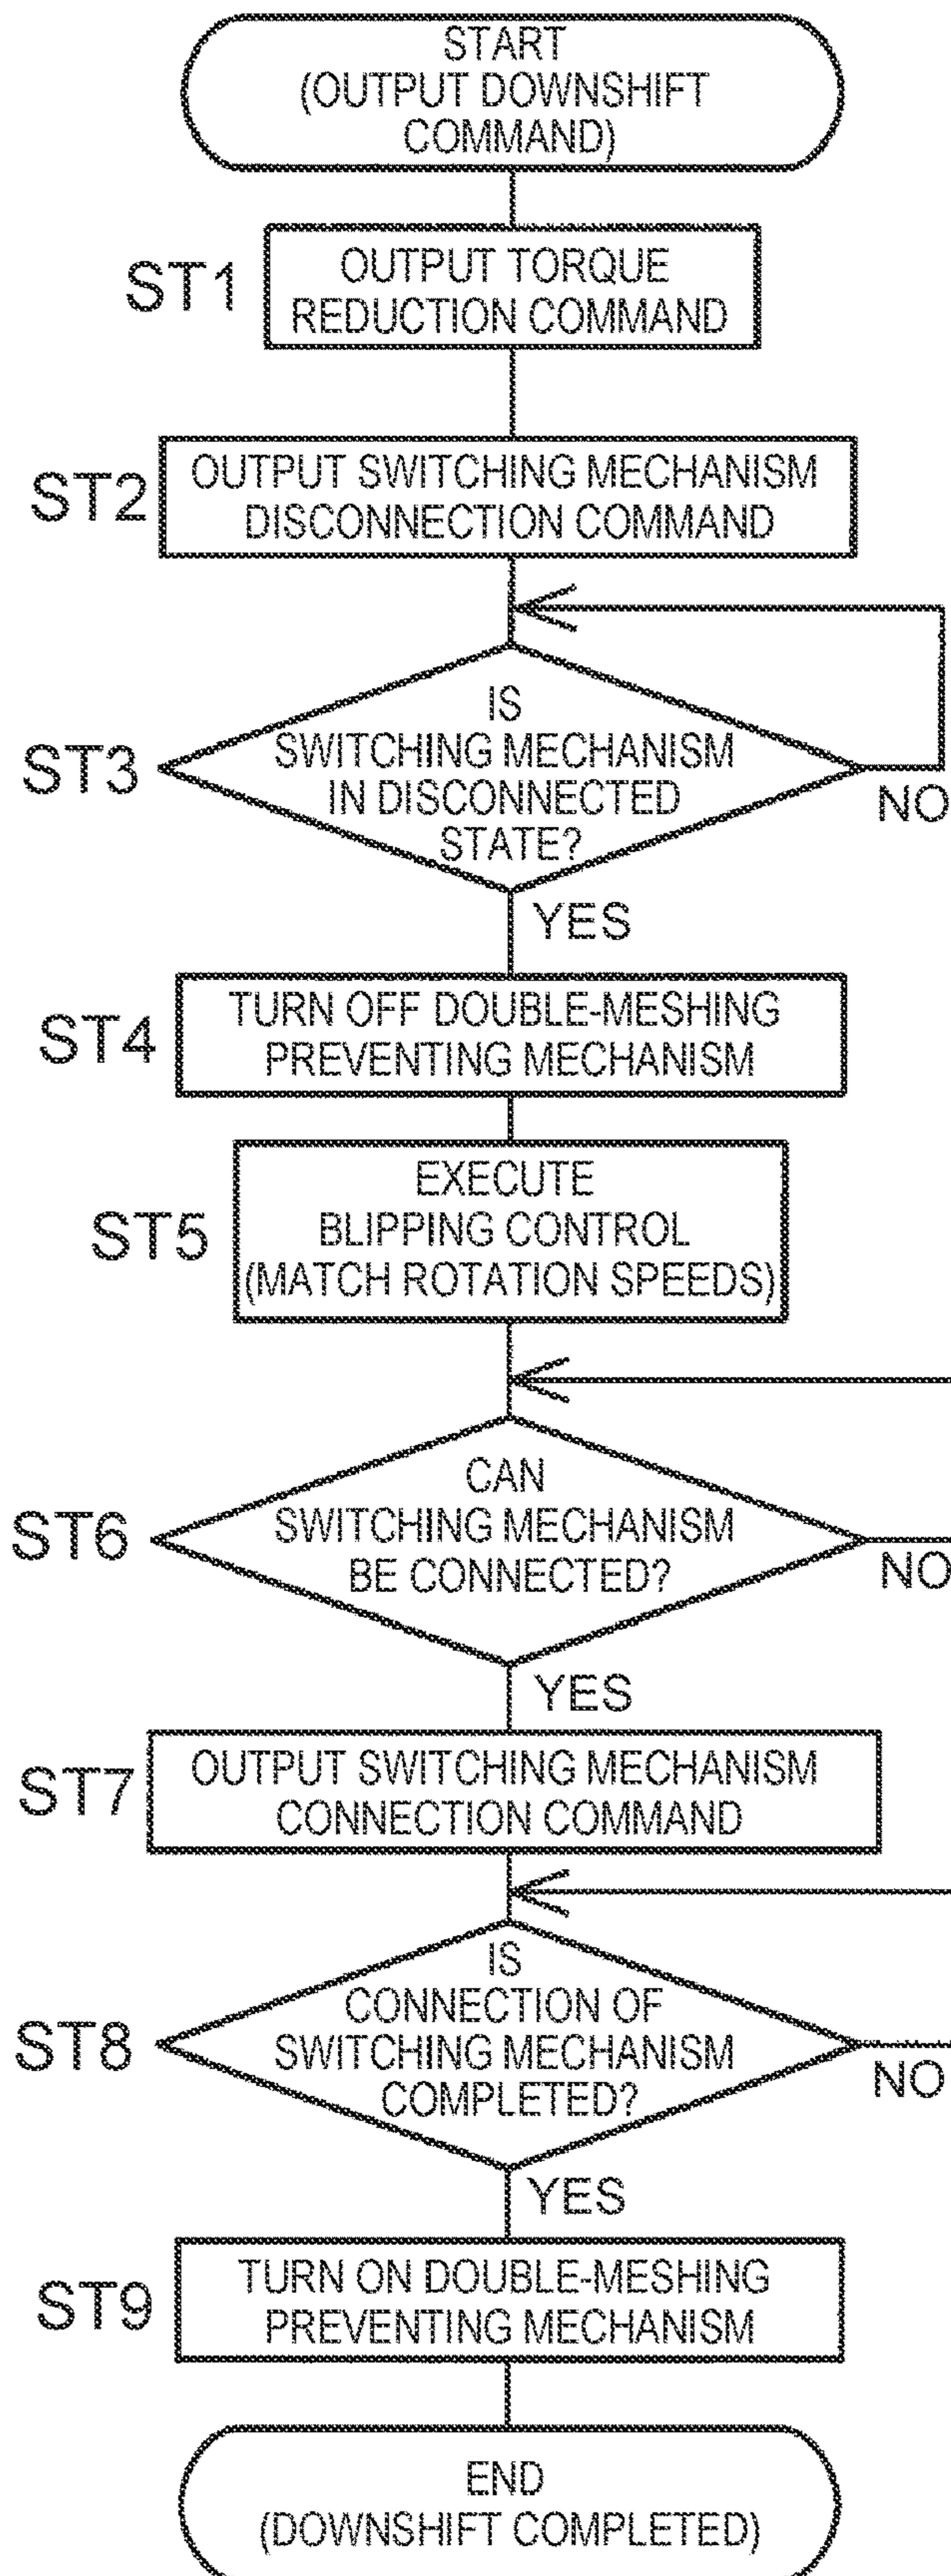 START
(OUTPUT DOWNSHIFT
COMMAND)
ST1
OUTPUT TORQUE
REDUCTION COMMAND
ST2
OUTPUT SWITCHING MECHANISM
DISCONNECTION COMMAND
ST3
IS
SWITCHING MECHANISM
IN DISCONNECTED
STATE?
NO
YES
ST4
TURN OFF DOUBLE-MESHING
PREVENTING MECHANISM
ST5
EXECUTE
BLIPPING CONTROL
(MATCH ROTATION SPEEDS)
ST6
CAN
SWITCHING MECHANISM
BE CONNECTED?
NO
YES
ST7
OUTPUT SWITCHING MECHANISM
CONNECTION COMMAND
ST8
IS
CONNECTION OF
SWITCHING MECHANISM
COMPLETED?
NO
YES
ST9
TURN ON DOUBLE-MESHING
PREVENTING MECHANISM
END
(DOWNSHIFT COMPLETED)